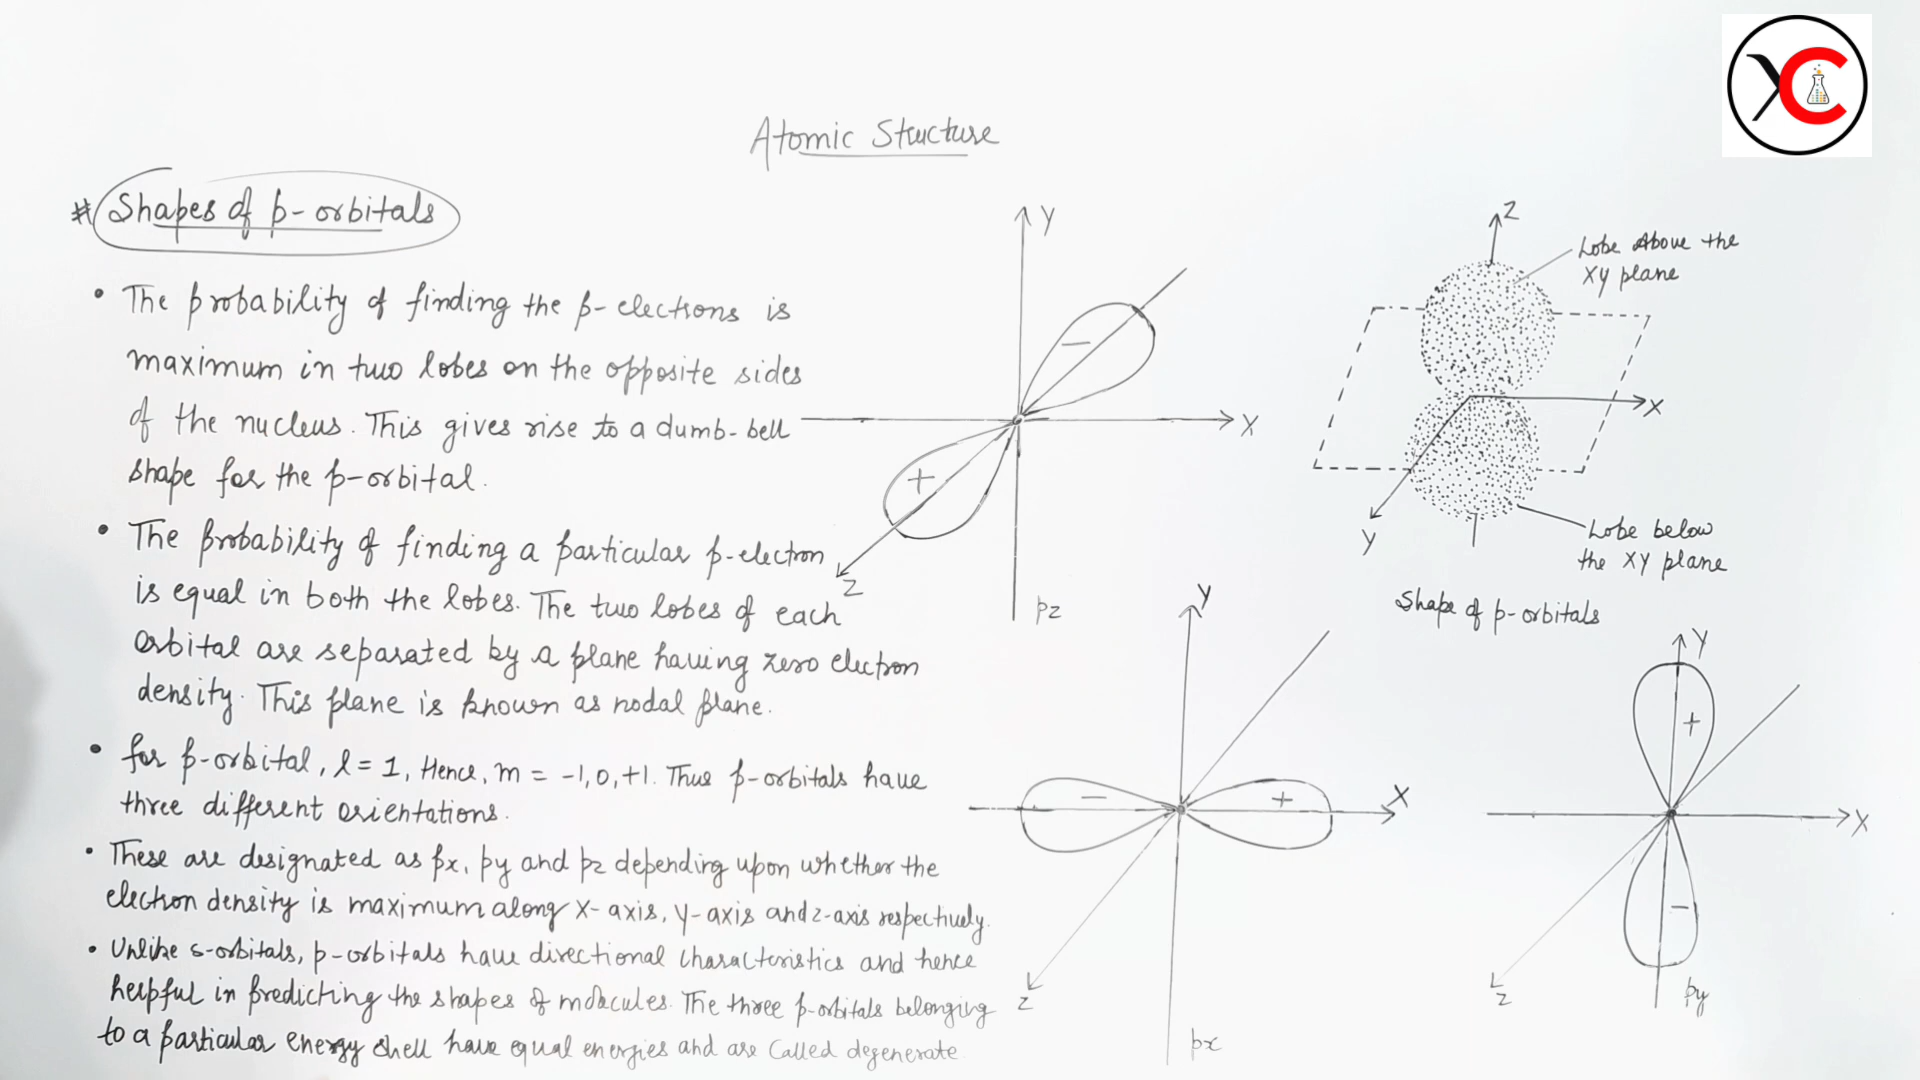 Atomic Structure
# Shapes of p-orbitals
• The probability of finding the p-electrons is
maximum in two lobes on the opposite sides
of the nucleus. This gives rise to a dumb-bell
shape for the p-orbital.
• The probability of finding a particular p-electron
is equal in both the lobes. The two lobes of each
orbital are separated by a plane having zero electron
density. This plane is known as nodal plane.
• for p-orbital, l = 1, Hence, m = -1, 0, +1. Thus p-orbitals have
three different orientations.
• These are designated as px, py and pz depending upon whether the
electron density is maximum along X-axis, Y-axis and z-axis respectively.
• Unlike s-orbitals, p-orbitals have directional characteristics and hence
helpful in predicting the shapes of molecules. The three p-orbitals belonging
to a particular energy shell have equal energies and are called degenerate
Y
X
Z
-
+
pz
Z
Lobe Above the
XY plane
X
Y
Lobe below
the XY plane
Shape of p-orbitals
Y
X
Z
-
+
px
Y
X
Z
+
-
py
XC